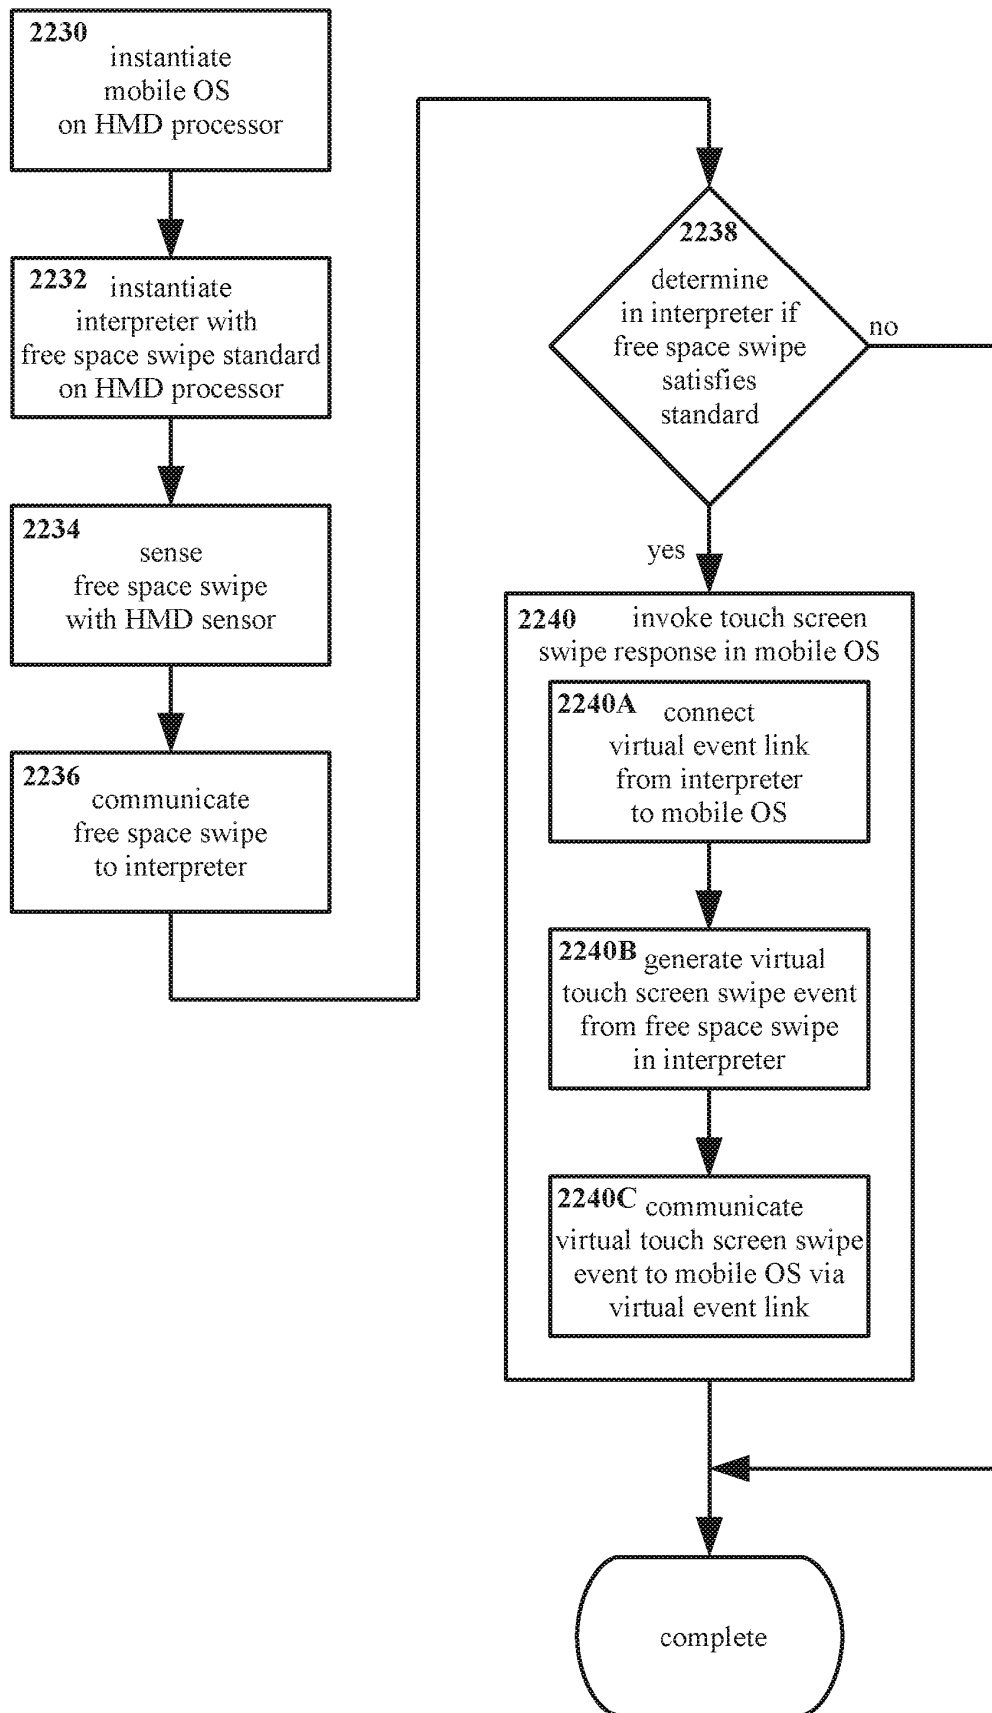 2230
instantiate
mobile OS
on HMD processor
2232 instantiate
interpreter with
free space swipe standard
on HMD processor
2234
sense
free space swipe
with HMD sensor
2236
communicate
free space swipe
to interpreter
2238
determine
in interpreter if
free space swipe
satisfies
standard
no
yes
2240 invoke touch screen
swipe response in mobile OS
2240A connect
virtual event link
from interpreter
to mobile OS
2240B generate virtual
touch screen swipe event
from free space swipe
in interpreter
2240C communicate
virtual touch screen swipe
event to mobile OS via
virtual event link
complete